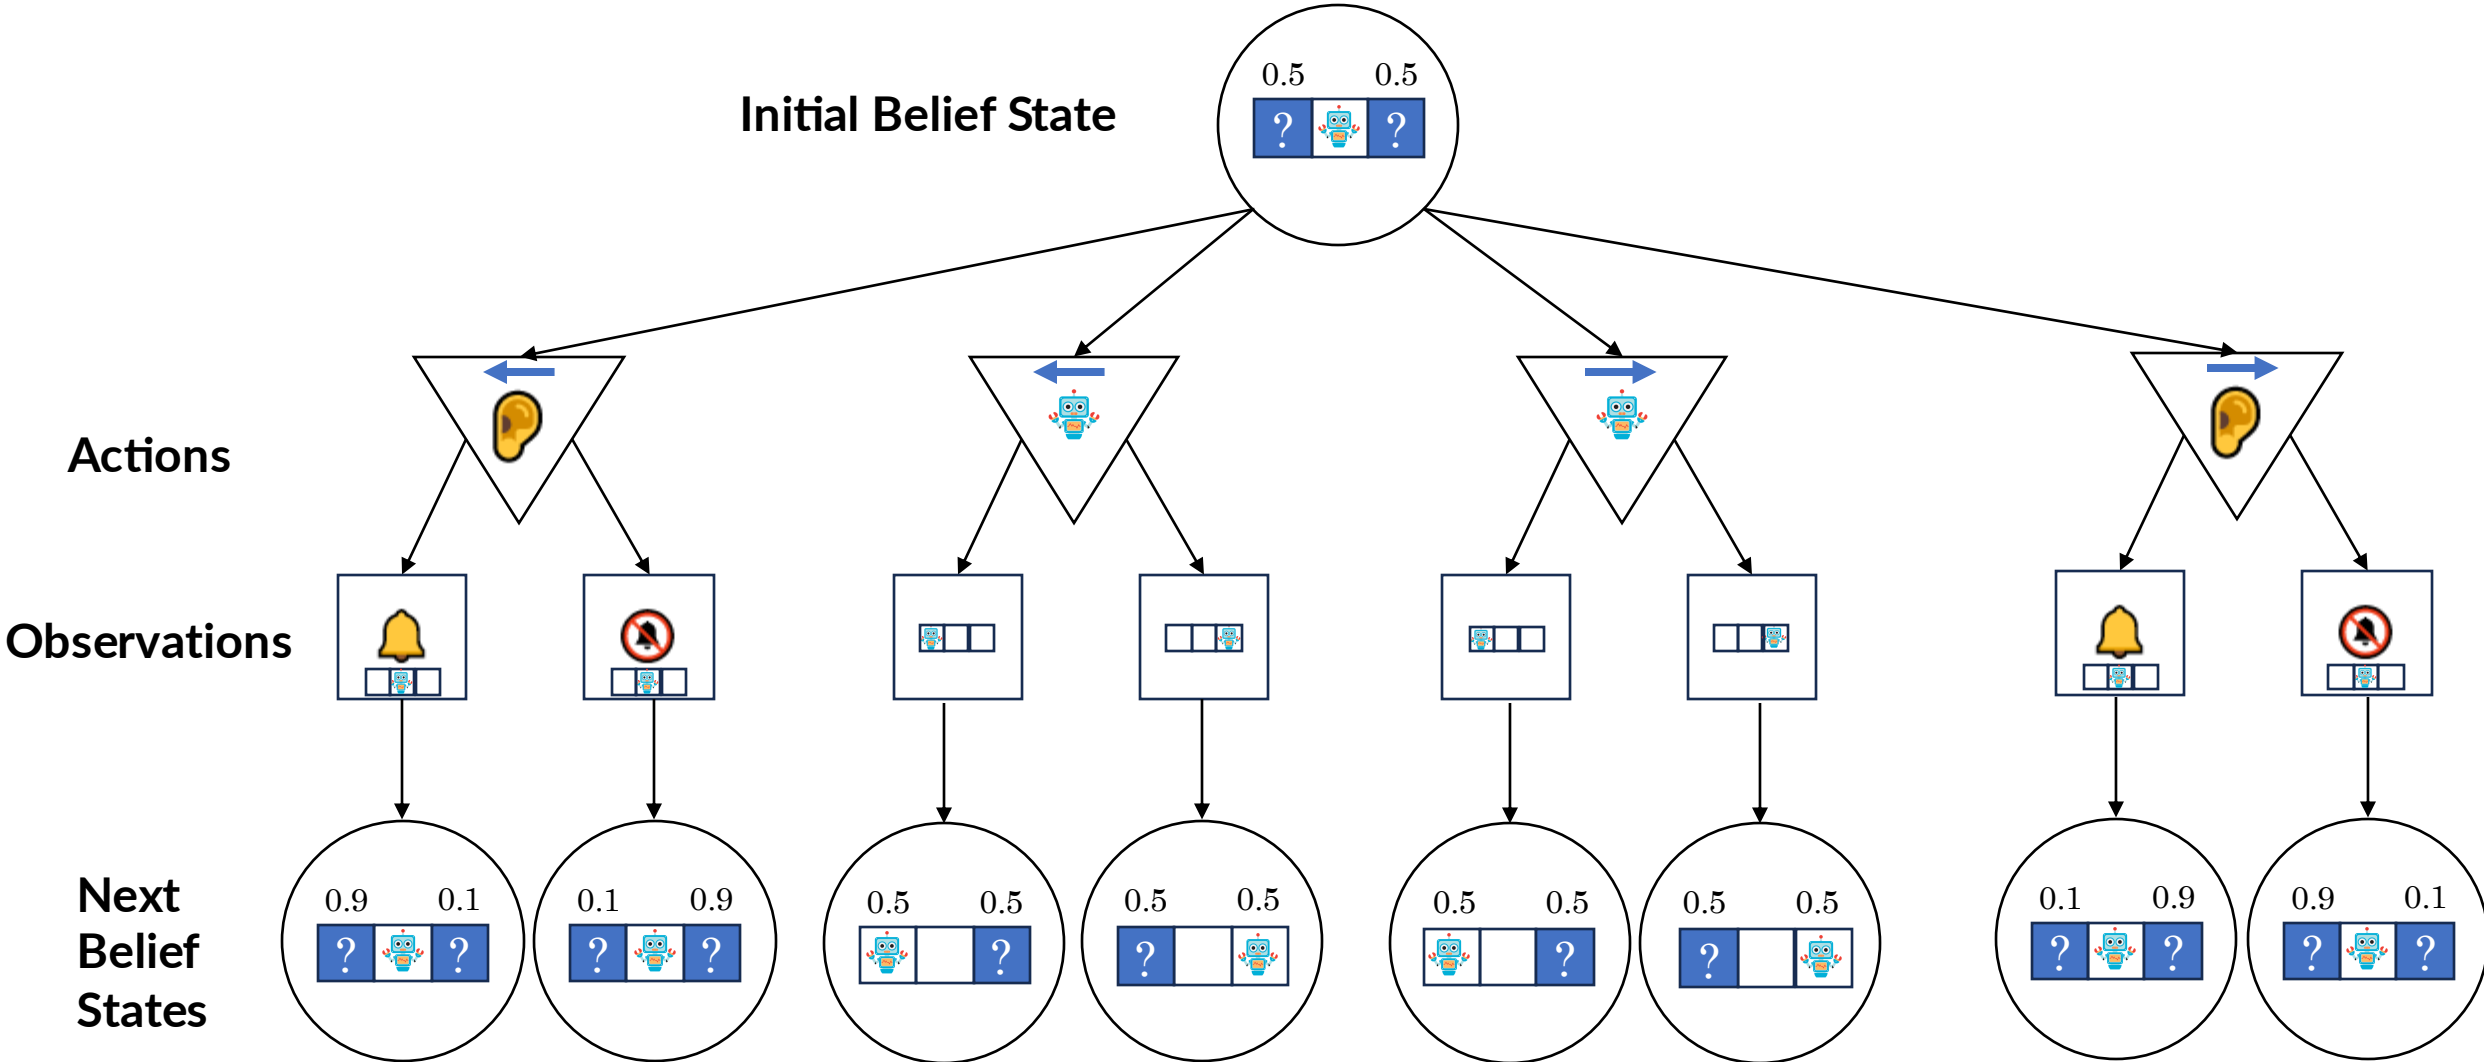 0.5 0.5
Initial Belief State
? ?
Actions
Observations
0.9 0.1 0.1 0.9 0.5 0.5 0.5 0.5 0.5 0.5 0.5 0.5 0.1 0.9 0.9 0.1
? ? ? ? ? ? ? ? ? ? ? ?
Next
Belief
States